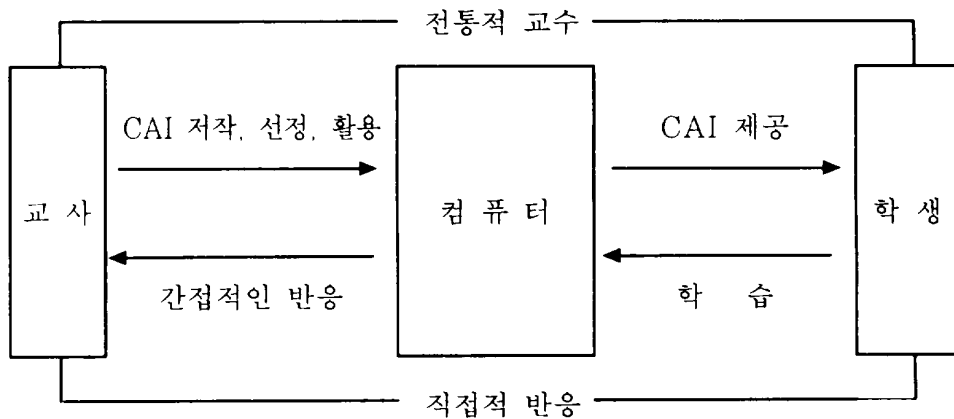 전통적 교수
CAI 저작, 선정, 활용
CAI 제공
교 사
컴 퓨 터
학 생
간접적인 반응
학 습
직접적 반응